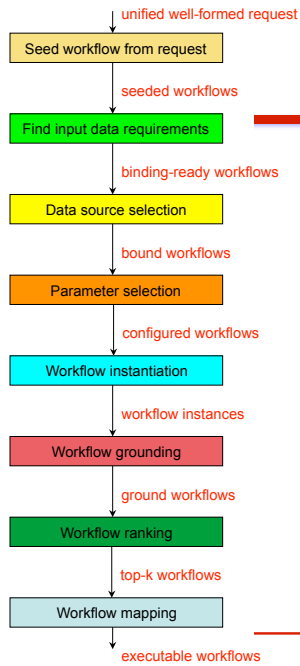 unified well-formed request
Seed workflow from request
seeded workflows
Find input data requirements
binding-ready workflows
Data source selection
bound workflows
Parameter selection
configured workflows
Workflow instantiation
workflow instances
Workflow grounding
ground workflows
Workflow ranking
top-k workflows
Workflow mapping
executable workflows